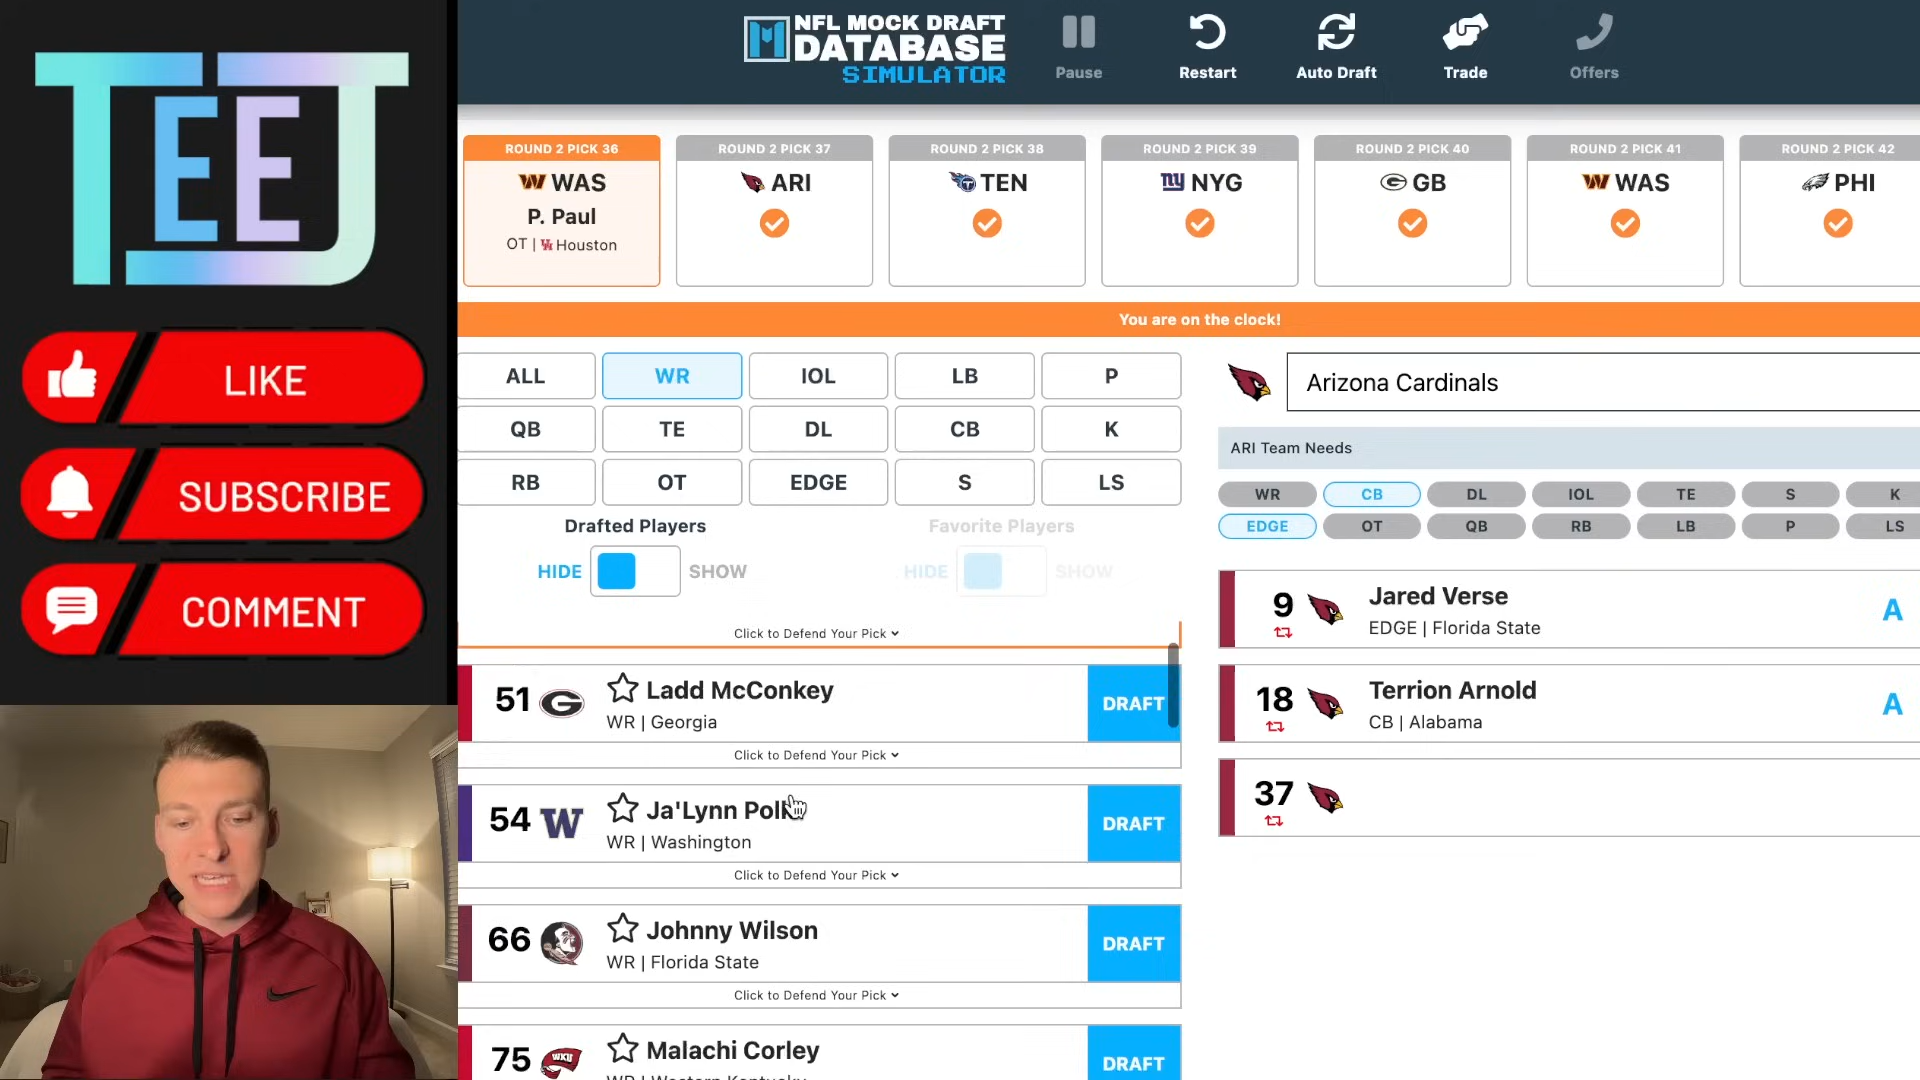 TEEJ
LIKE
SUBSCRIBE
COMMENT
NFL MOCK DRAFT
DATABASE
SIMULATOR
Pause
Restart
Auto Draft
Trade
Offers
ROUND 2 PICK 36
WAS
P. Paul
OT | Houston
ROUND 2 PICK 37
ARI
ROUND 2 PICK 38
TEN
ROUND 2 PICK 39
NYG
ROUND 2 PICK 40
GB
ROUND 2 PICK 41
WAS
ROUND 2 PICK 42
PHI
You are on the clock!
ALL WR IOL LB P
QB TE DL CB K
RB OT EDGE S LS
Drafted Players
HIDE SHOW
Favorite Players
HIDE SHOW
Click to Defend Your Pick
51 Ladd McConkey
WR | Georgia
DRAFT
Click to Defend Your Pick
54 Ja'Lynn
WR | Washington
DRAFT
Click to Defend Your Pick
66 Johnny Wilson
WR | Florida State
DRAFT
Click to Defend Your Pick
75 Malachi Corley
DRAFT
Arizona Cardinals
ARI Team Needs
WR CB DL IOL TE S K
EDGE OT QB RB LB P LS
9 Jared Verse
EDGE | Florida State
A
18 Terrion Arnold
CB | Alabama
A
37